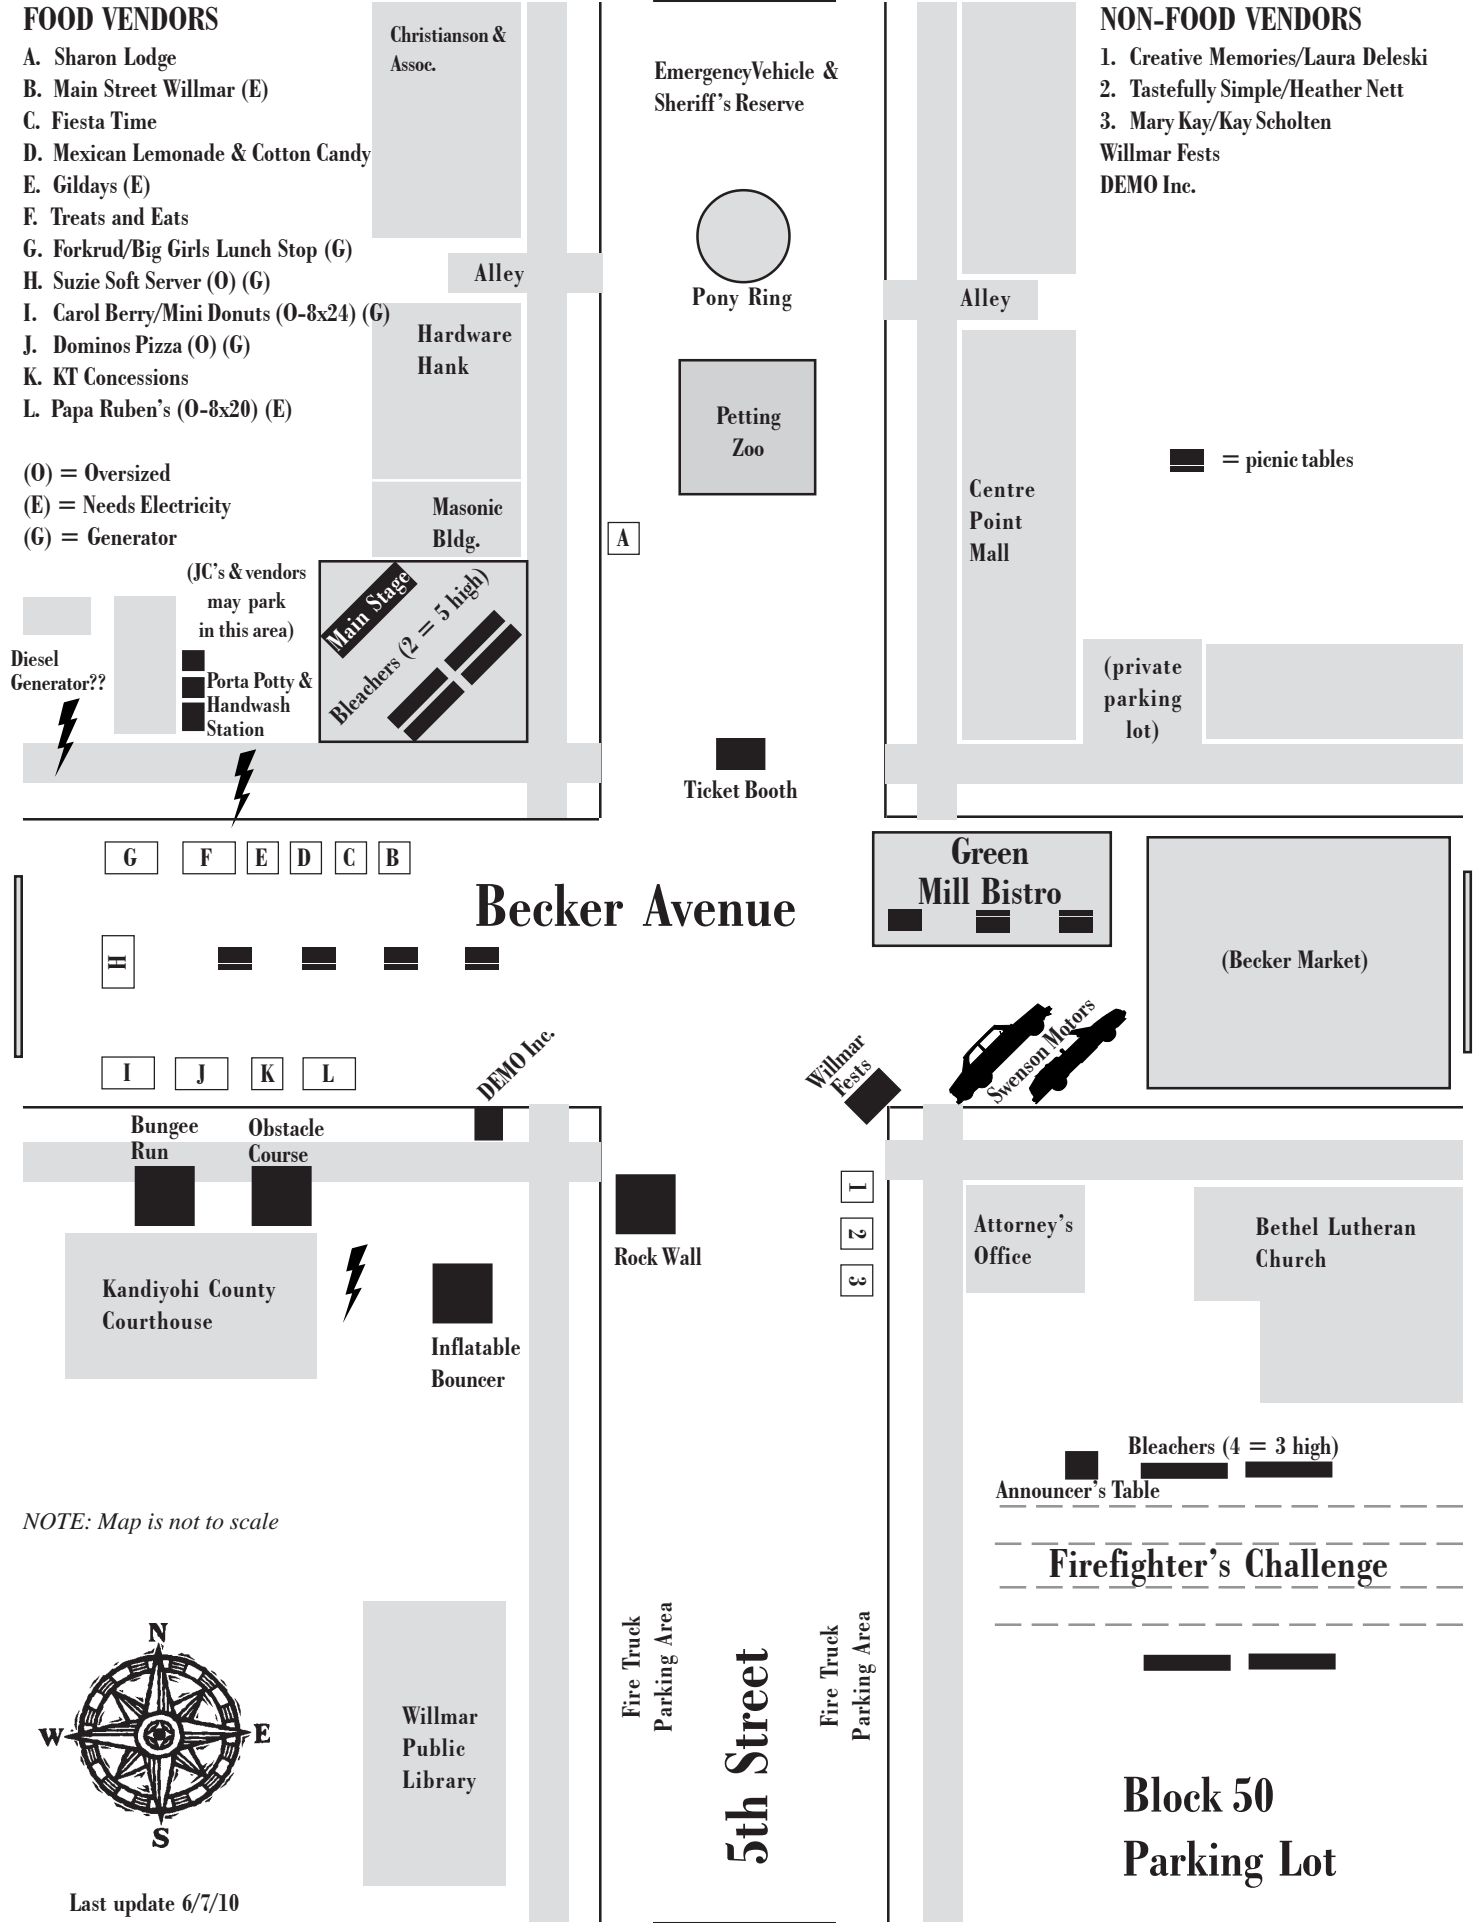 FOOD VENDORS
A. Sharon Lodge
B. Main Street Willmar (E)
C. Fiesta Time
D. Mexican Lemonade & Cotton Candy
E. Gildays (E)
F. Treats and Eats
G. Forkrud/Big Girls Lunch Stop (G)
H. Suzie Soft Server (O) (G)
I. Carol Berry/Mini Donuts (O-8x24) (G)
J. Dominos Pizza (O) (G)
K. KT Concessions
L. Papa Ruben's (O-8x20) (E)
(O) = Oversized
(E) = Needs Electricity
(G) = Generator
Christianson &
Assoc.
EmergencyVehicle &
Sheriff's Reserve
NON-FOOD VENDORS
1. Creative Memories/Laura Deleski
2. Tastefully Simple/Heather Nett
3. Mary Kay/Kay Scholten
Willmar Fests
DEMO Inc.
Alley
Pony Ring
Alley
Hardware
Hank
Petting
Zoo
= picnic tables
Centre
Point
Mall
Masonic
Bldg.
A
(JC's & vendors
may park
in this area)
Main Stage
Bleachers (2 = 5 high)
Diesel
Generator??
Porta Potty &
Handwash
Station
(private
parking
lot)
Ticket Booth
G
F
E
D
C
B
Becker Avenue
Green
Mill Bistro
(Becker Market)
H
I
J
K
L
DEMO Inc.
Willmar
Fests
Swenson Motors
Bungee
Run
Obstacle
Course
Rock Wall
1
2
3
Attorney's
Office
Bethel Lutheran
Church
Kandiyohi County
Courthouse
Inflatable
Bouncer
Bleachers (4 = 3 high)
Announcer's Table
Firefighter's Challenge
NOTE: Map is not to scale
N
W
E
S
Willmar
Public
Library
Fire Truck
Parking Area
5th Street
Fire Truck
Parking Area
Block 50
Parking Lot
Last update 6/7/10